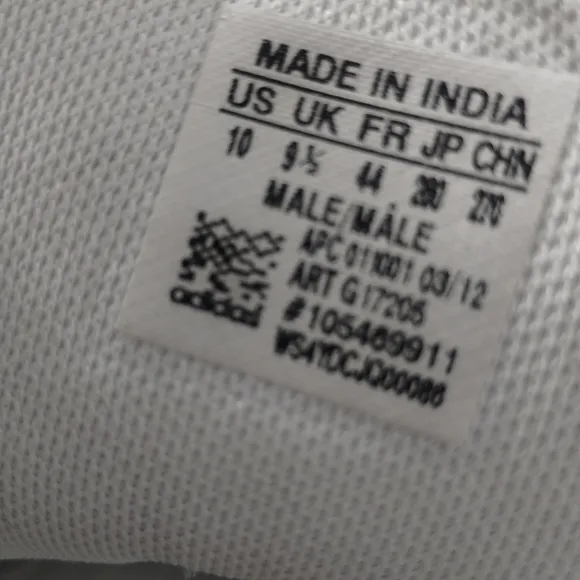 MADE IN INDIA
US UK FR JP CHN
10 9½ 44 280 270
MALE/MÂLE
APC 011001 03/12
ART G17205
#105469911
adidas